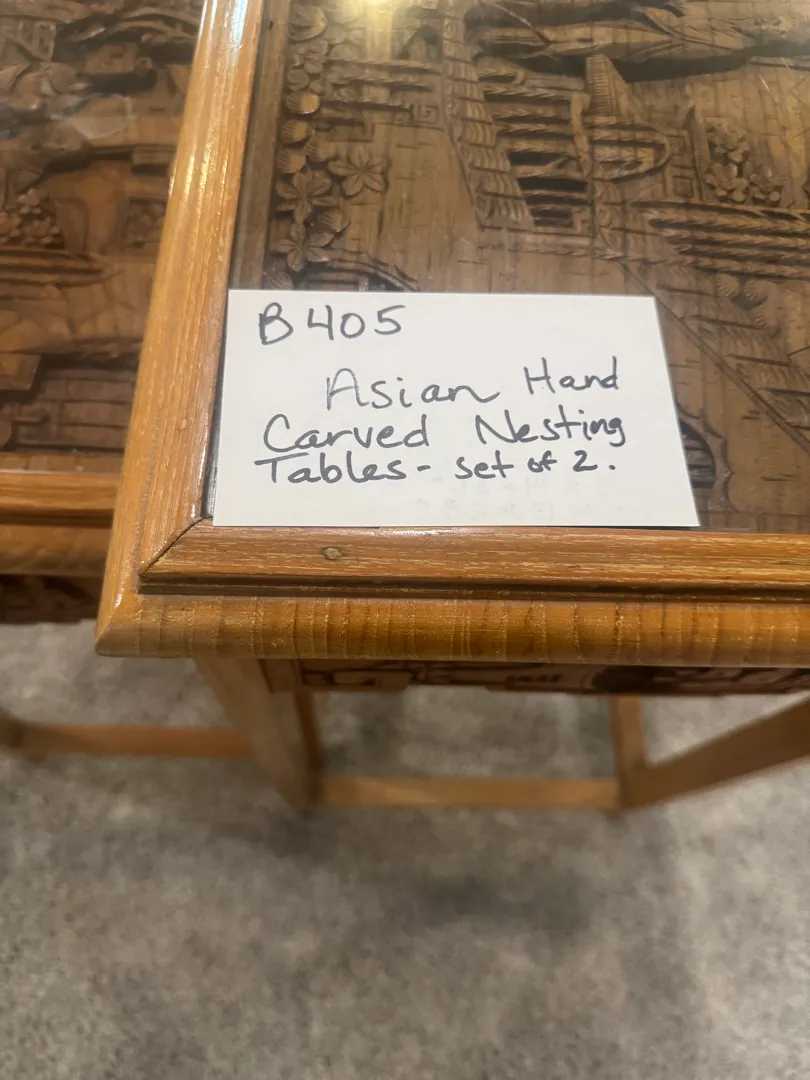 B405
Asian Hand
Carved Nesting
Tables- set of 2.